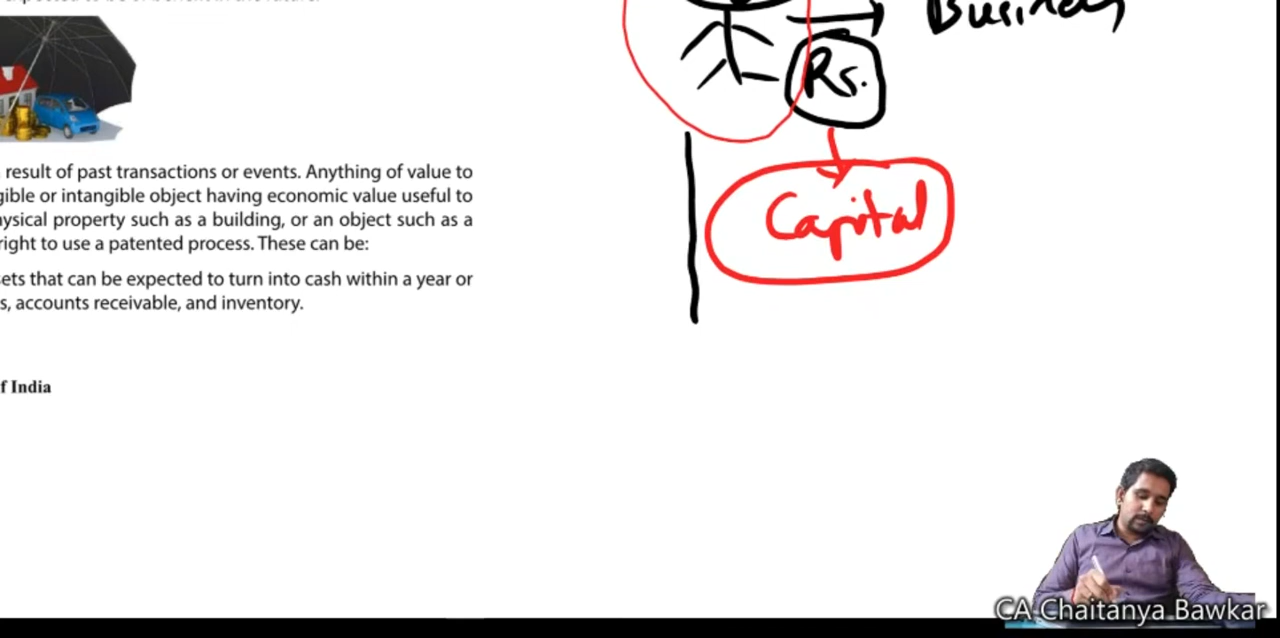 Business
Rs.
result of past transactions or events. Anything of value to
gible or intangible object having economic value useful to
hysical property such as a building, or an object such as a
right to use a patented process. These can be:
Capital
sets that can be expected to turn into cash within a year or
s, accounts receivable, and inventory.
f India
CA Chaitanya Bawkar